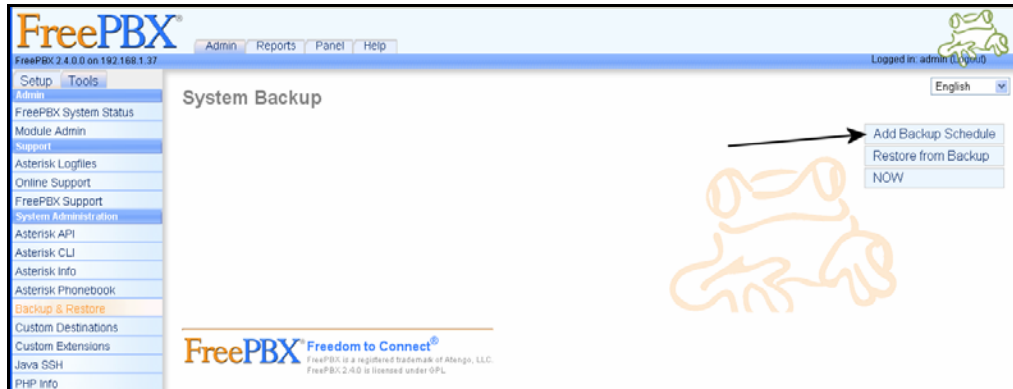 FreePBX®
Admin Reports Panel Help
FreePBX 2.4.0.0 on 192.168.1.37
Logged in: admin (Logout)
Setup Tools
English
Admin
FreePBX System Status
Module Admin
Support
Asterisk Logfiles
Online Support
FreePBX Support
System Administration
Asterisk API
Asterisk CLI
Asterisk Info
Asterisk Phonebook
Backup & Restore
Custom Destinations
Custom Extensions
Java SSH
PHP Info
System Backup
Add Backup Schedule
Restore from Backup
NOW
FreePBX® Freedom to Connect®
FreePBX is a registered trademark of Atengo, LLC.
FreePBX 2.4.0 is licensed under GPL